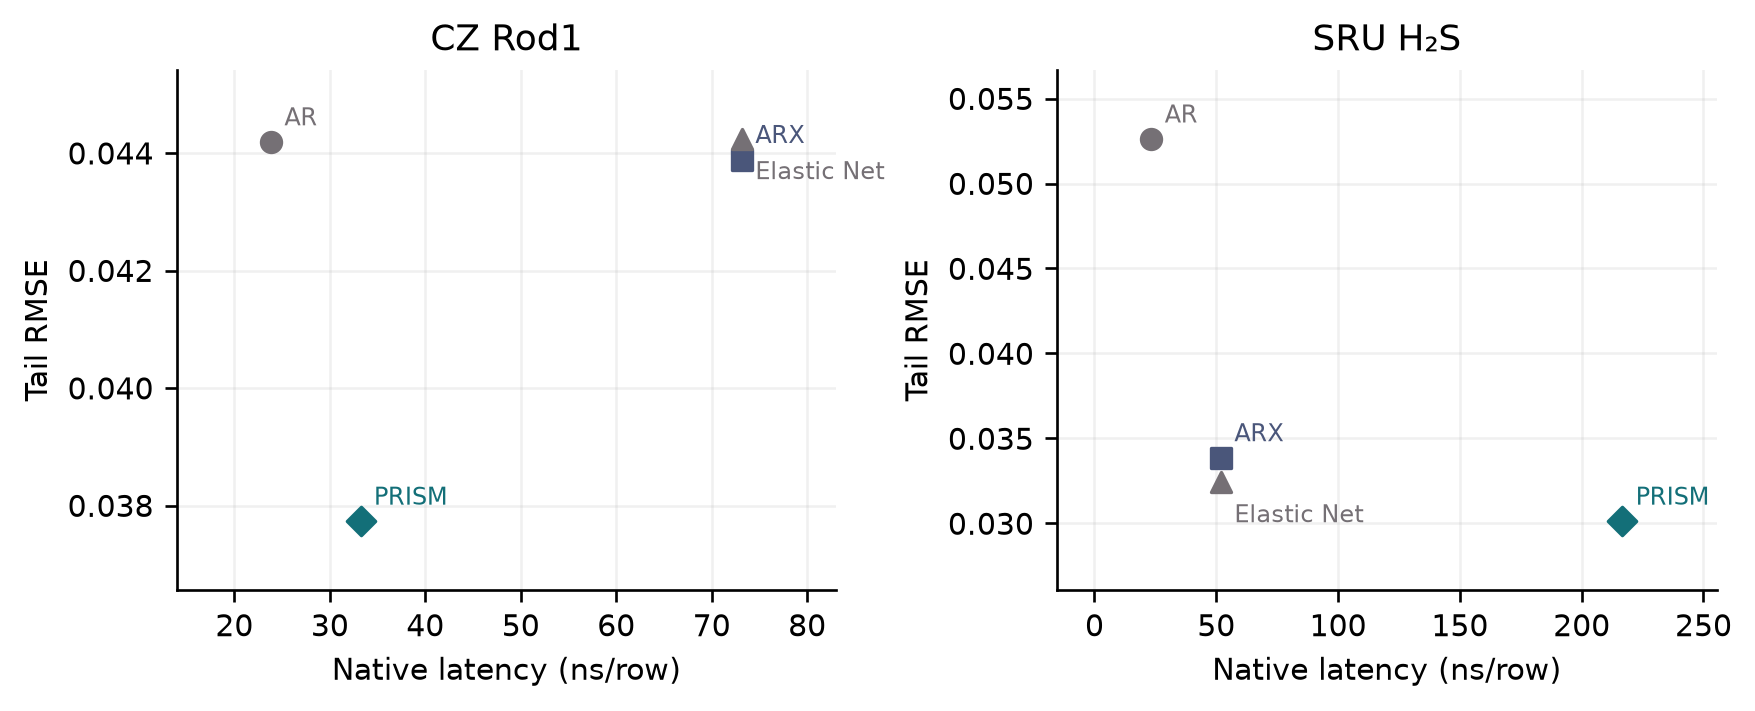 CZ Rod1
Tail RMSE
0.044
0.042
0.040
0.038
AR
ARX
Elastic Net
PRISM
20 30 40 50 60 70 80
Native latency (ns/row)
SRU H₂S
Tail RMSE
0.055
0.050
0.045
0.040
0.035
0.030
AR
ARX
Elastic Net
PRISM
0 50 100 150 200 250
Native latency (ns/row)